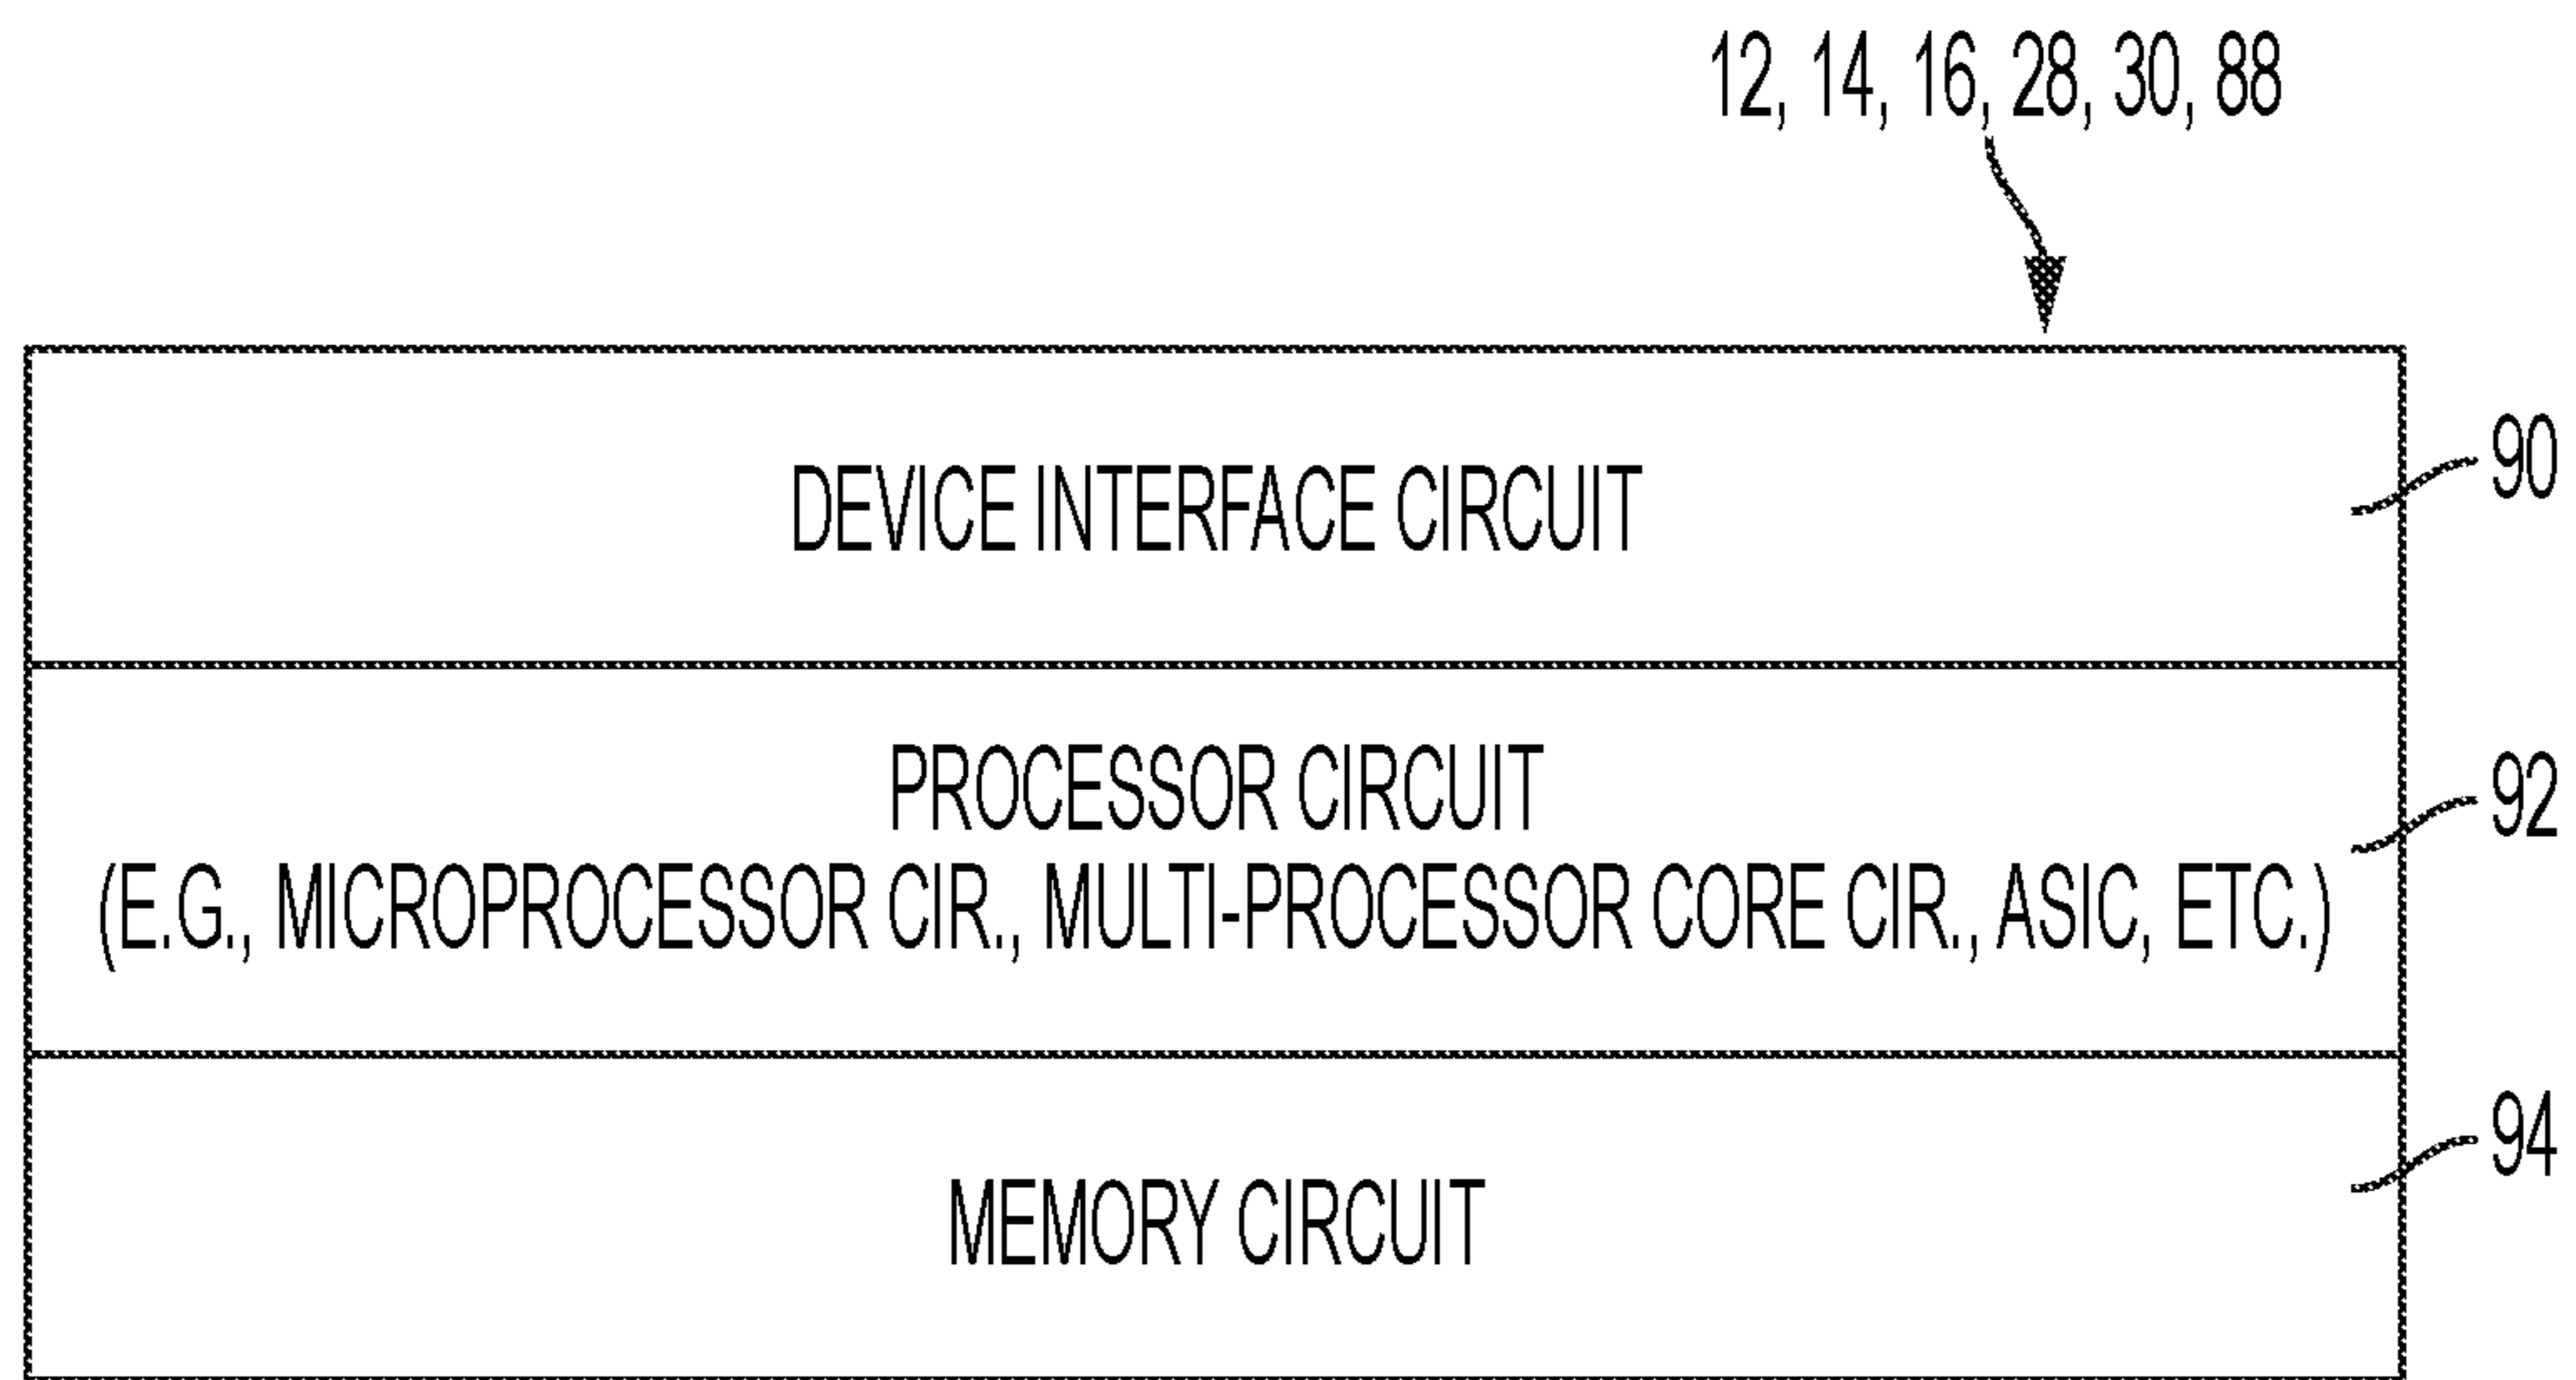 12, 14, 16, 28, 30, 88
DEVICE INTERFACE CIRCUIT
90
PROCESSOR CIRCUIT
(E.G., MICROPROCESSOR CIR., MULTI-PROCESSOR CORE CIR., ASIC, ETC.)
92
MEMORY CIRCUIT
94